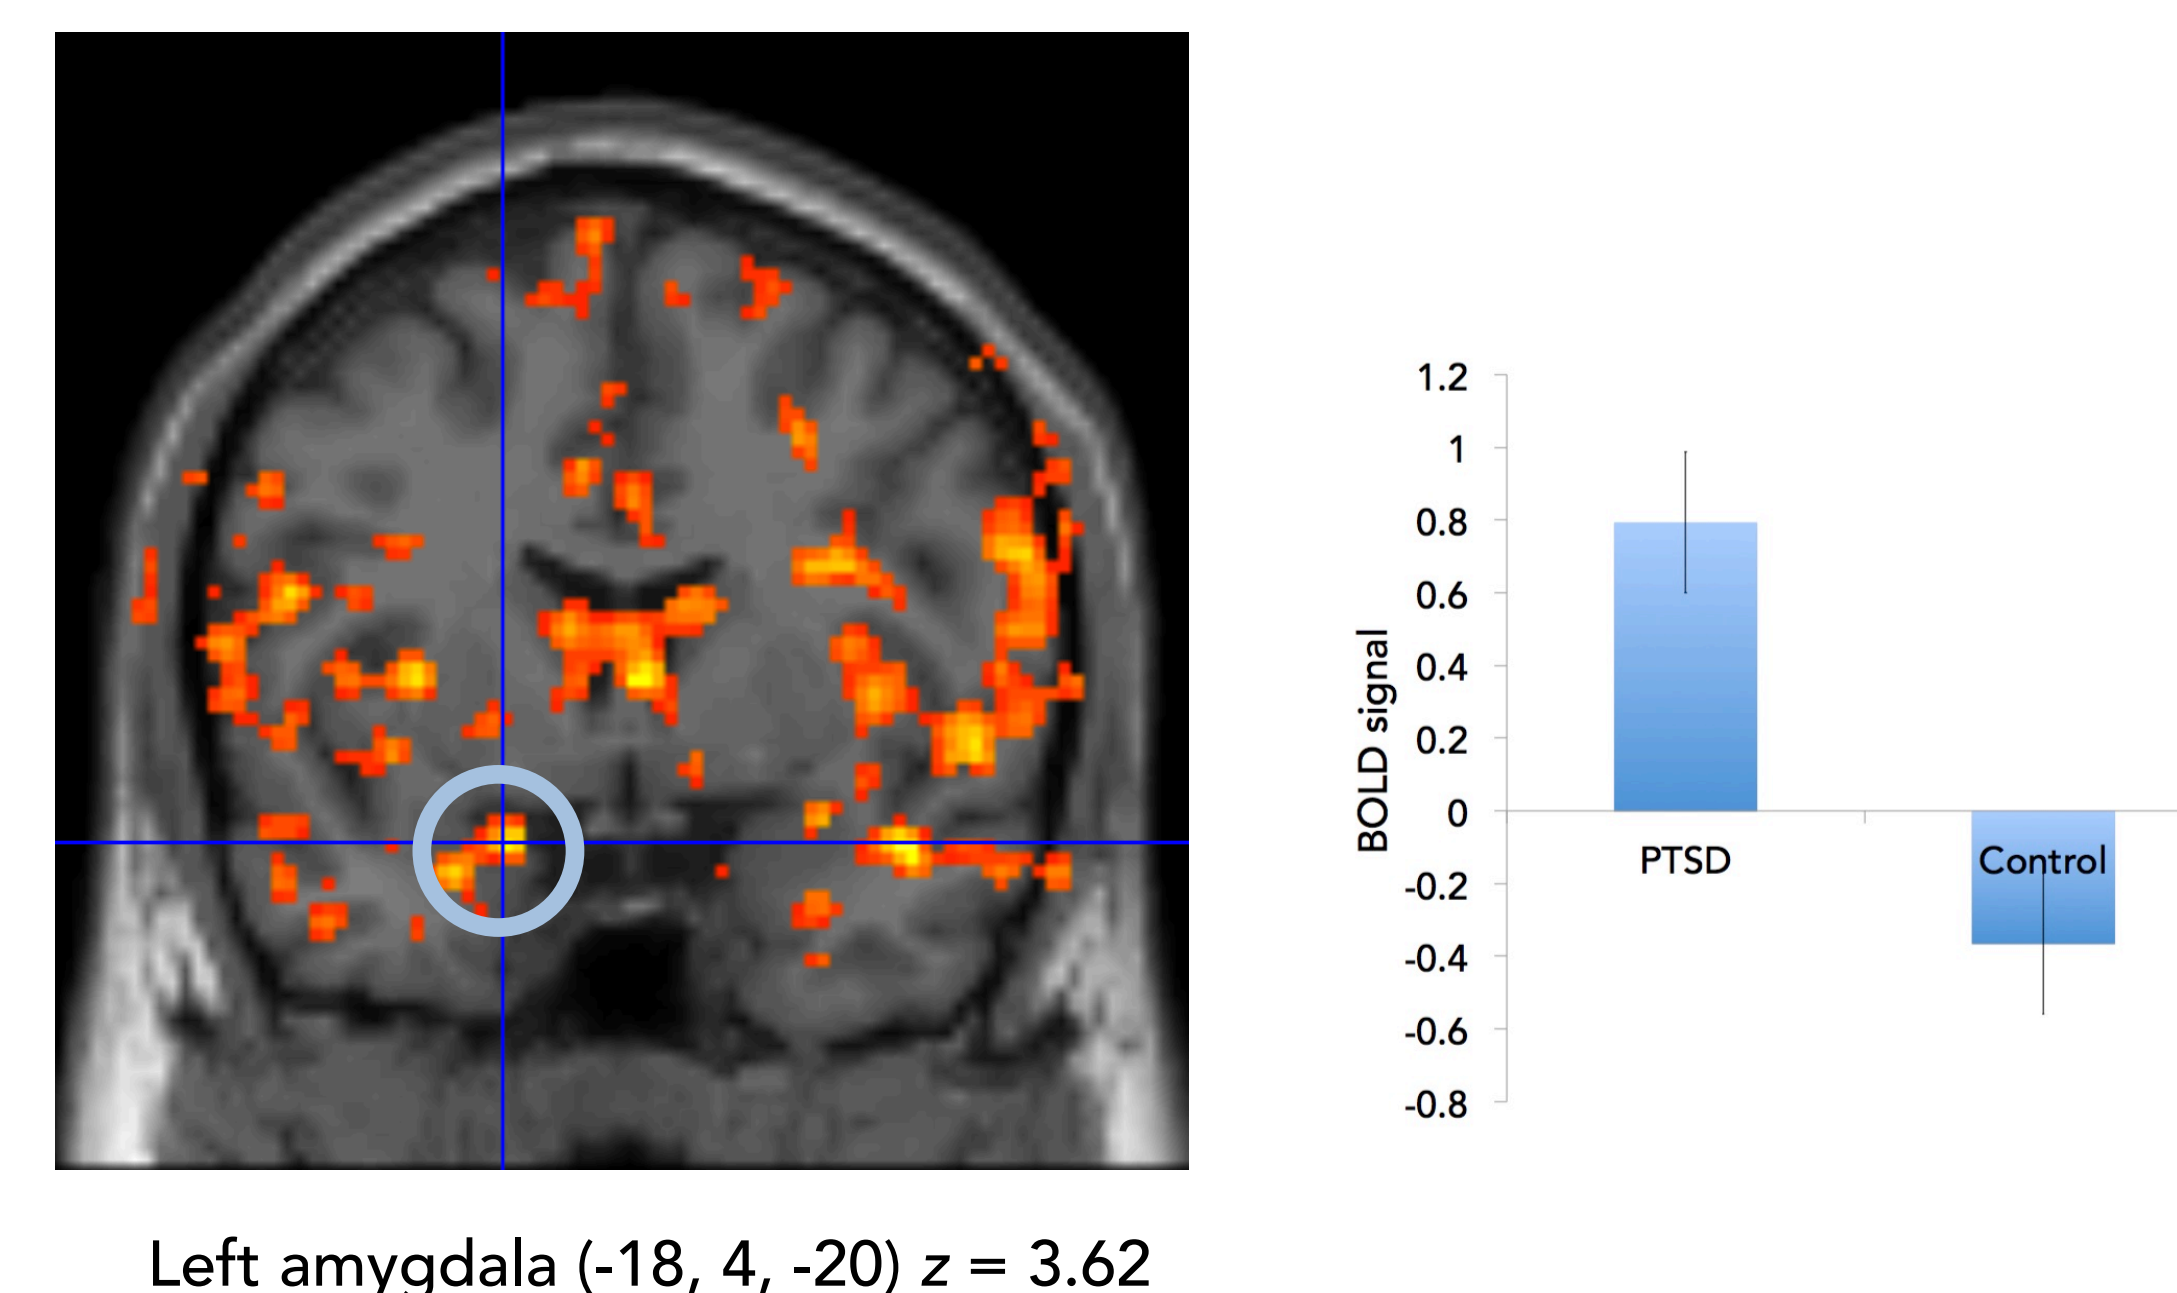 1.2
1
0.8
0.6
0.4
0.2
0
-0.2
-0.4
-0.6
-0.8
BOLD signal
PTSD
Control
Left amygdala (-18, 4, -20) z = 3.62